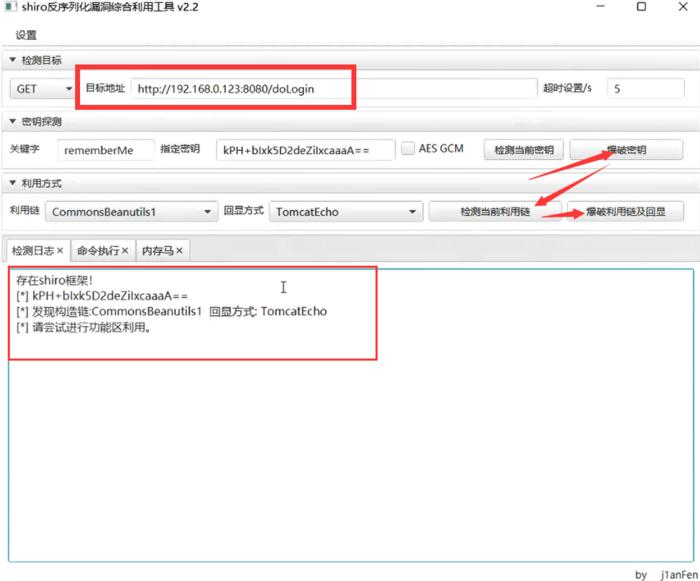 shiro反序列化漏洞综合利用工具 v2.2
设置
检测目标
GET 目标地址 http://192.168.0.123:8080/doLogin 超时设置/s 5
密钥探测
关键字 rememberMe 指定密钥 kPH+bIxk5D2deZiIxcaaaA== AES GCM 检测当前密钥 爆破密钥
利用方式
利用链 CommonsBeanutils1 回显方式 TomcatEcho 检测当前利用链 爆破利用链及回显
检测日志× 命令执行× 内存马×
存在shiro框架!
[*] kPH+bIxk5D2deZiIxcaaaA==
[*] 发现构造链:CommonsBeanutils1 回显方式: TomcatEcho
[*] 请尝试进行功能区利用。
by j1anFen